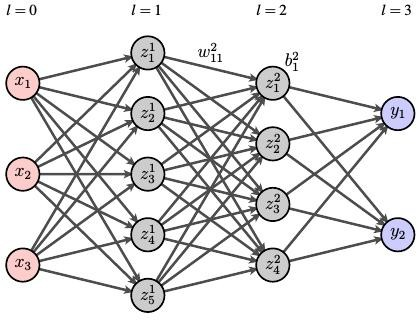 l = 0 l = 1 l = 2 l = 3
x₁ z₁¹ w₁₁² b₁² z₁² y₁
x₂ z₂¹ z₂² y₂
x₃ z₃¹ z₃²
z₄¹ z₄²
z₅¹